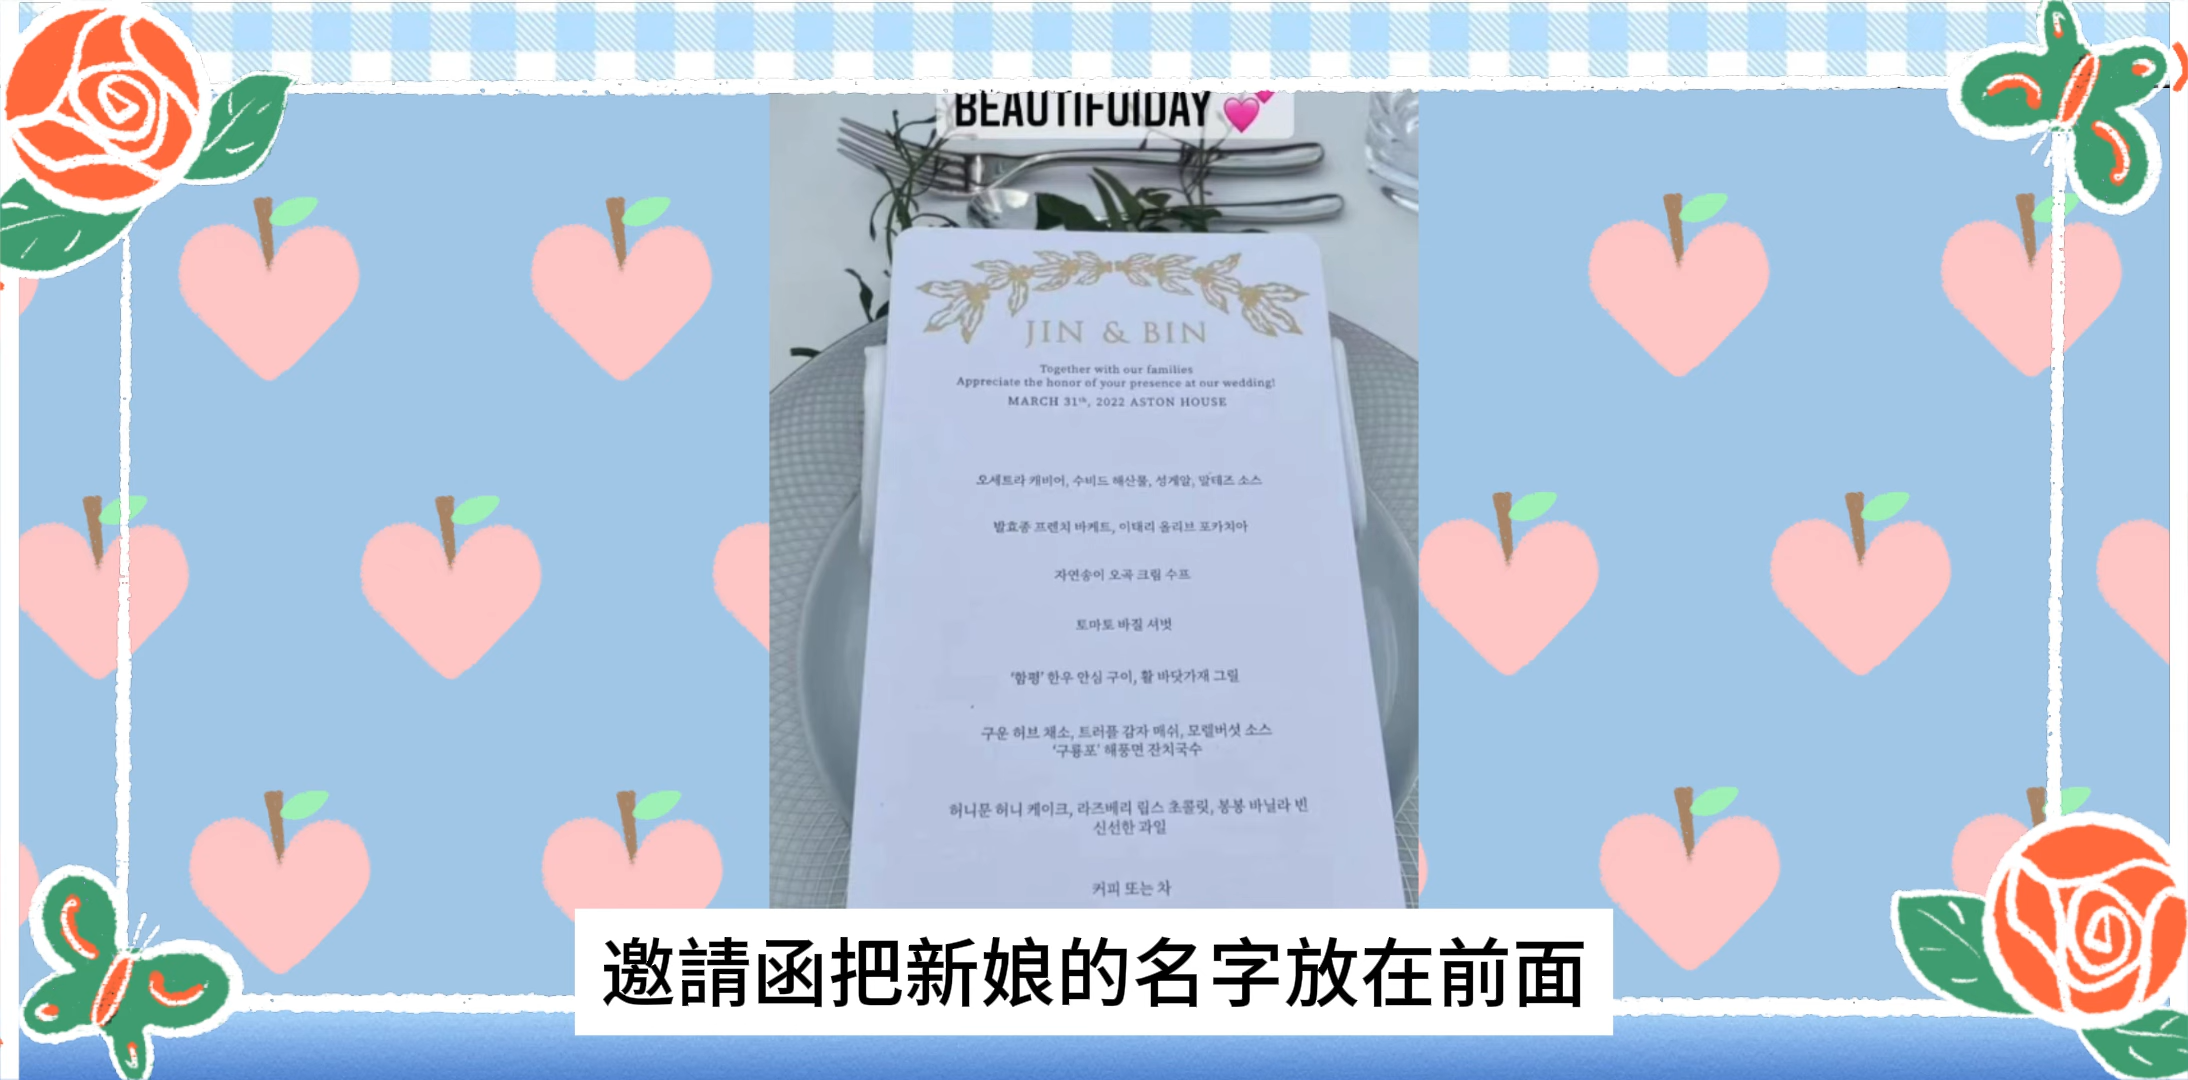 BEAUTIFUlDAY 💕
JIN & BIN
Together with our families
Appreciate the honor of your presence at our wedding!
MARCH 31th, 2022 ASTON HOUSE
오세트라 캐비어, 수비드 해산물, 성게알, 말테즈 소스
발효종 프렌치 바게트, 이태리 올리브 포카치아
자연송이 오곡 크림 수프
토마토 바질 셔벗
‘함평’ 한우 안심 구이, 활 바닷가재 그릴
구운 허브 채소, 트러플 감자 매쉬, 모렐버섯 소스
‘구룡포’ 해풍면 잔치국수
허니문 허니 케이크, 라즈베리 립스 초콜릿, 봉봉 바닐라 빈
신선한 과일
커피 또는 차
邀請函把新娘的名字放在前面